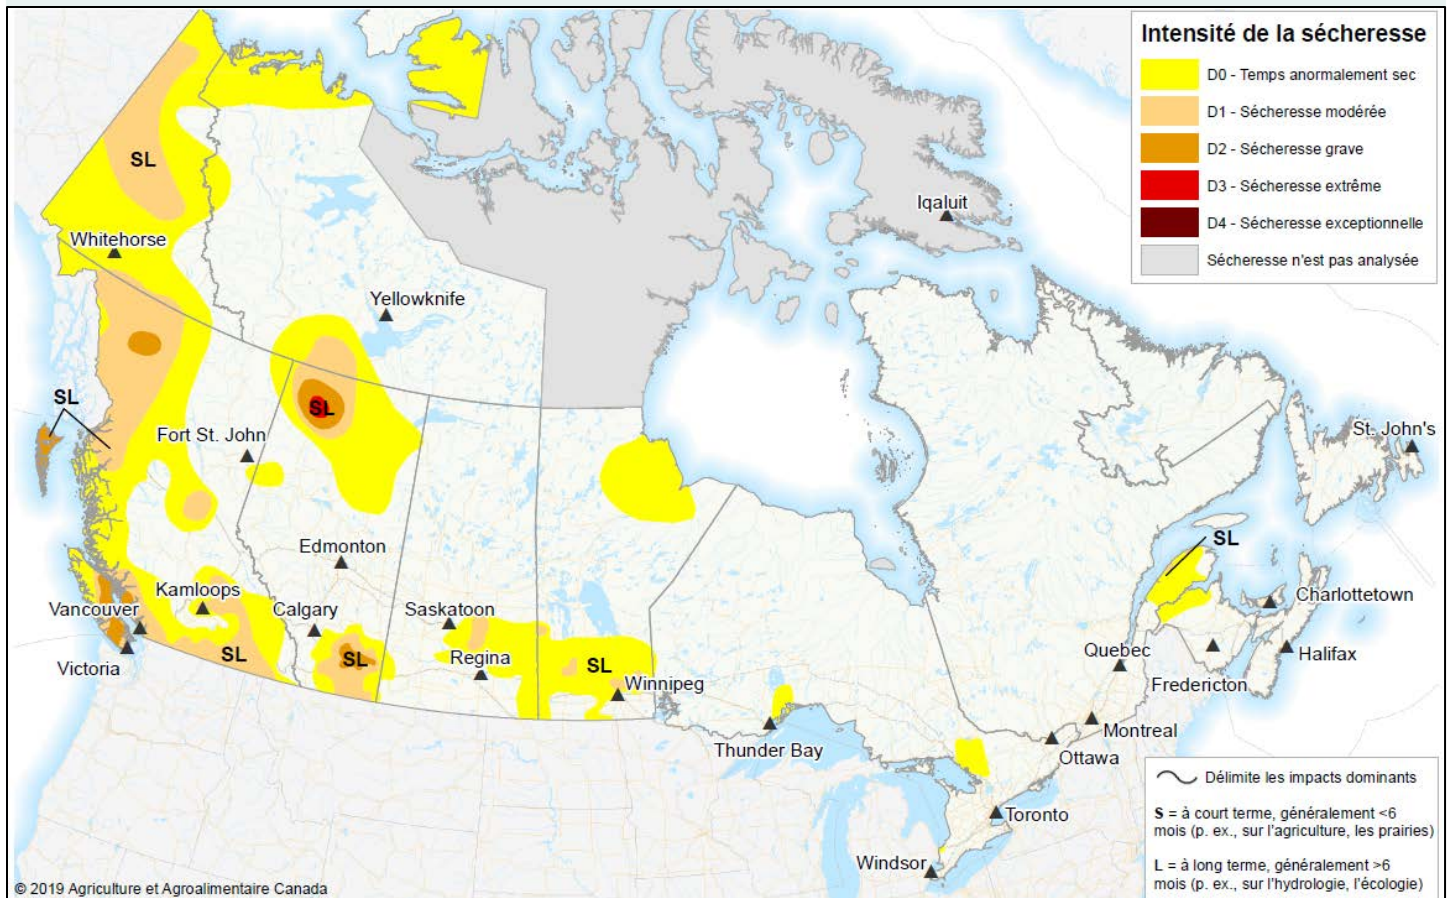 Intensité de la sécheresse
D0 - Temps anormalement sec
D1 - Sécheresse modérée
D2 - Sécheresse grave
D3 - Sécheresse extrême
D4 - Sécheresse exceptionnelle
Sécheresse n'est pas analysée
SL
Iqaluit
Whitehorse
Yellowknife
SL
SL
Fort St. John
St. John's
SL
Edmonton
Kamloops
Charlottetown
Vancouver
Calgary
Saskatoon
Victoria
SL
SL
Regina
SL
Winnipeg
Quebec
Halifax
Fredericton
Thunder Bay
Montreal
Ottawa
Toronto
Windsor
Délimite les impacts dominants
S = à court terme, généralement <6
mois (p. ex., sur l'agriculture, les prairies)
L = à long terme, généralement >6
mois (p. ex., sur l'hydrologie, l'écologie)
© 2019 Agriculture et Agroalimentaire Canada